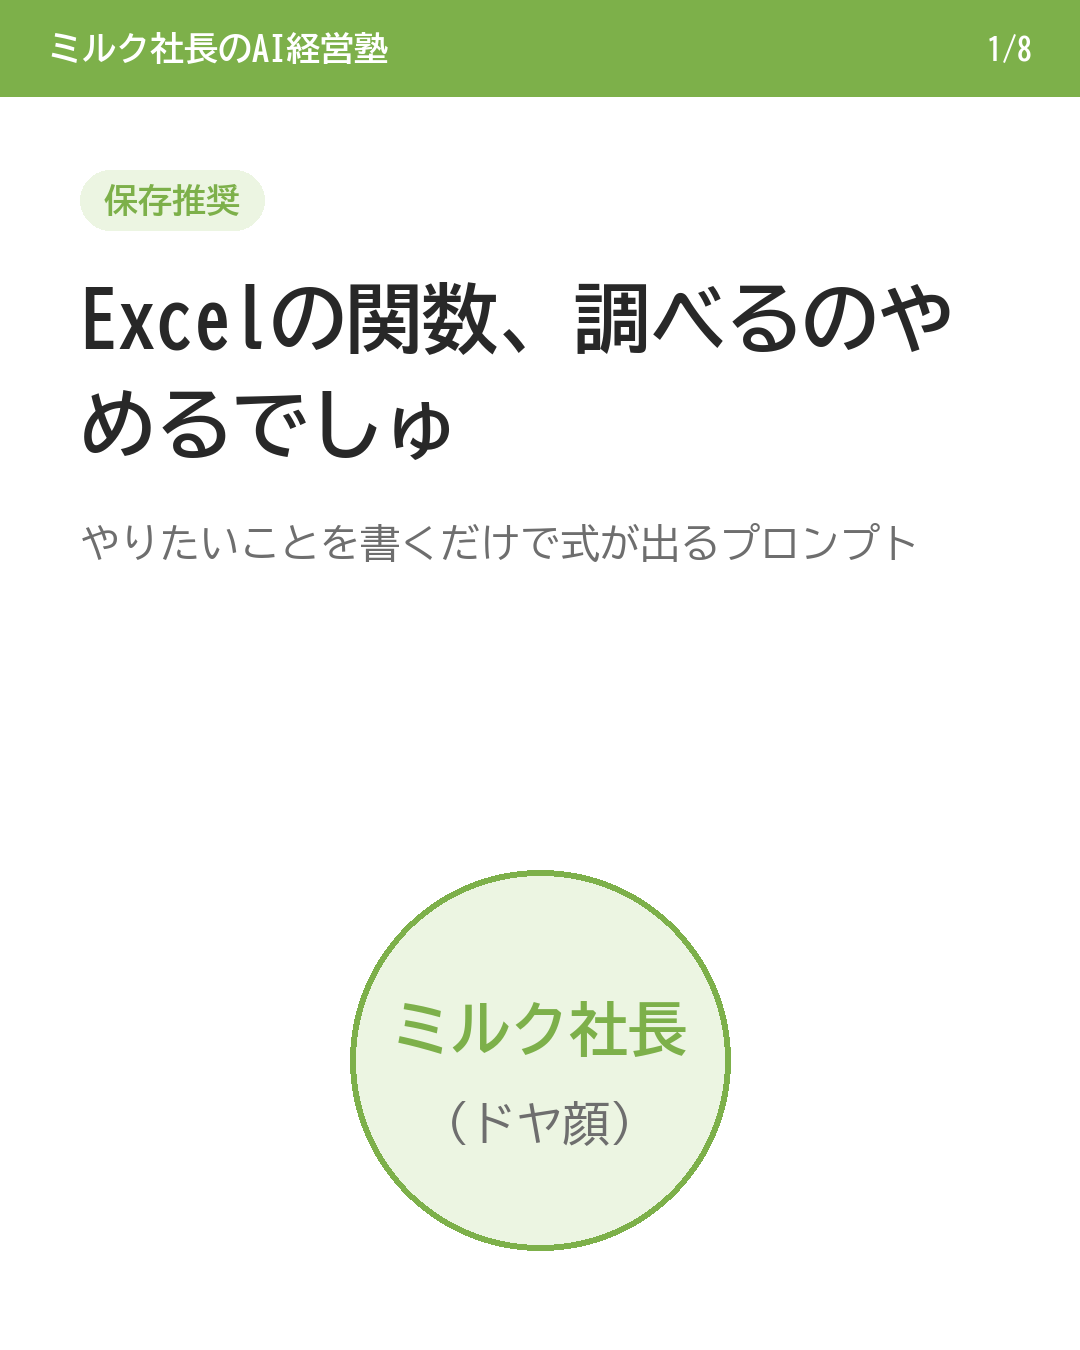 ミルク社長のAI経営塾
1/8
保存推奨
Excelの関数、調べるのや
めるでしゅ
やりたいことを書くだけで式が出るプロンプト
ミルク社長
（ドヤ顔）